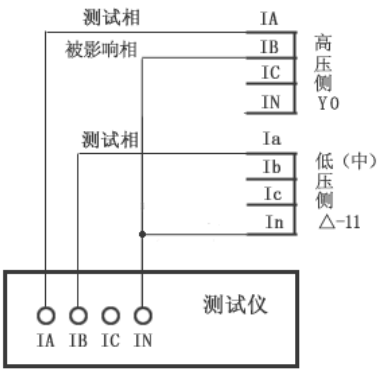 测试相 IA
被影响相 IB 高
IC 压
侧
IN Y0
测试相 Ia
Ib 低（中）
压
Ic 侧
In △-11
测试仪
IA IB IC IN